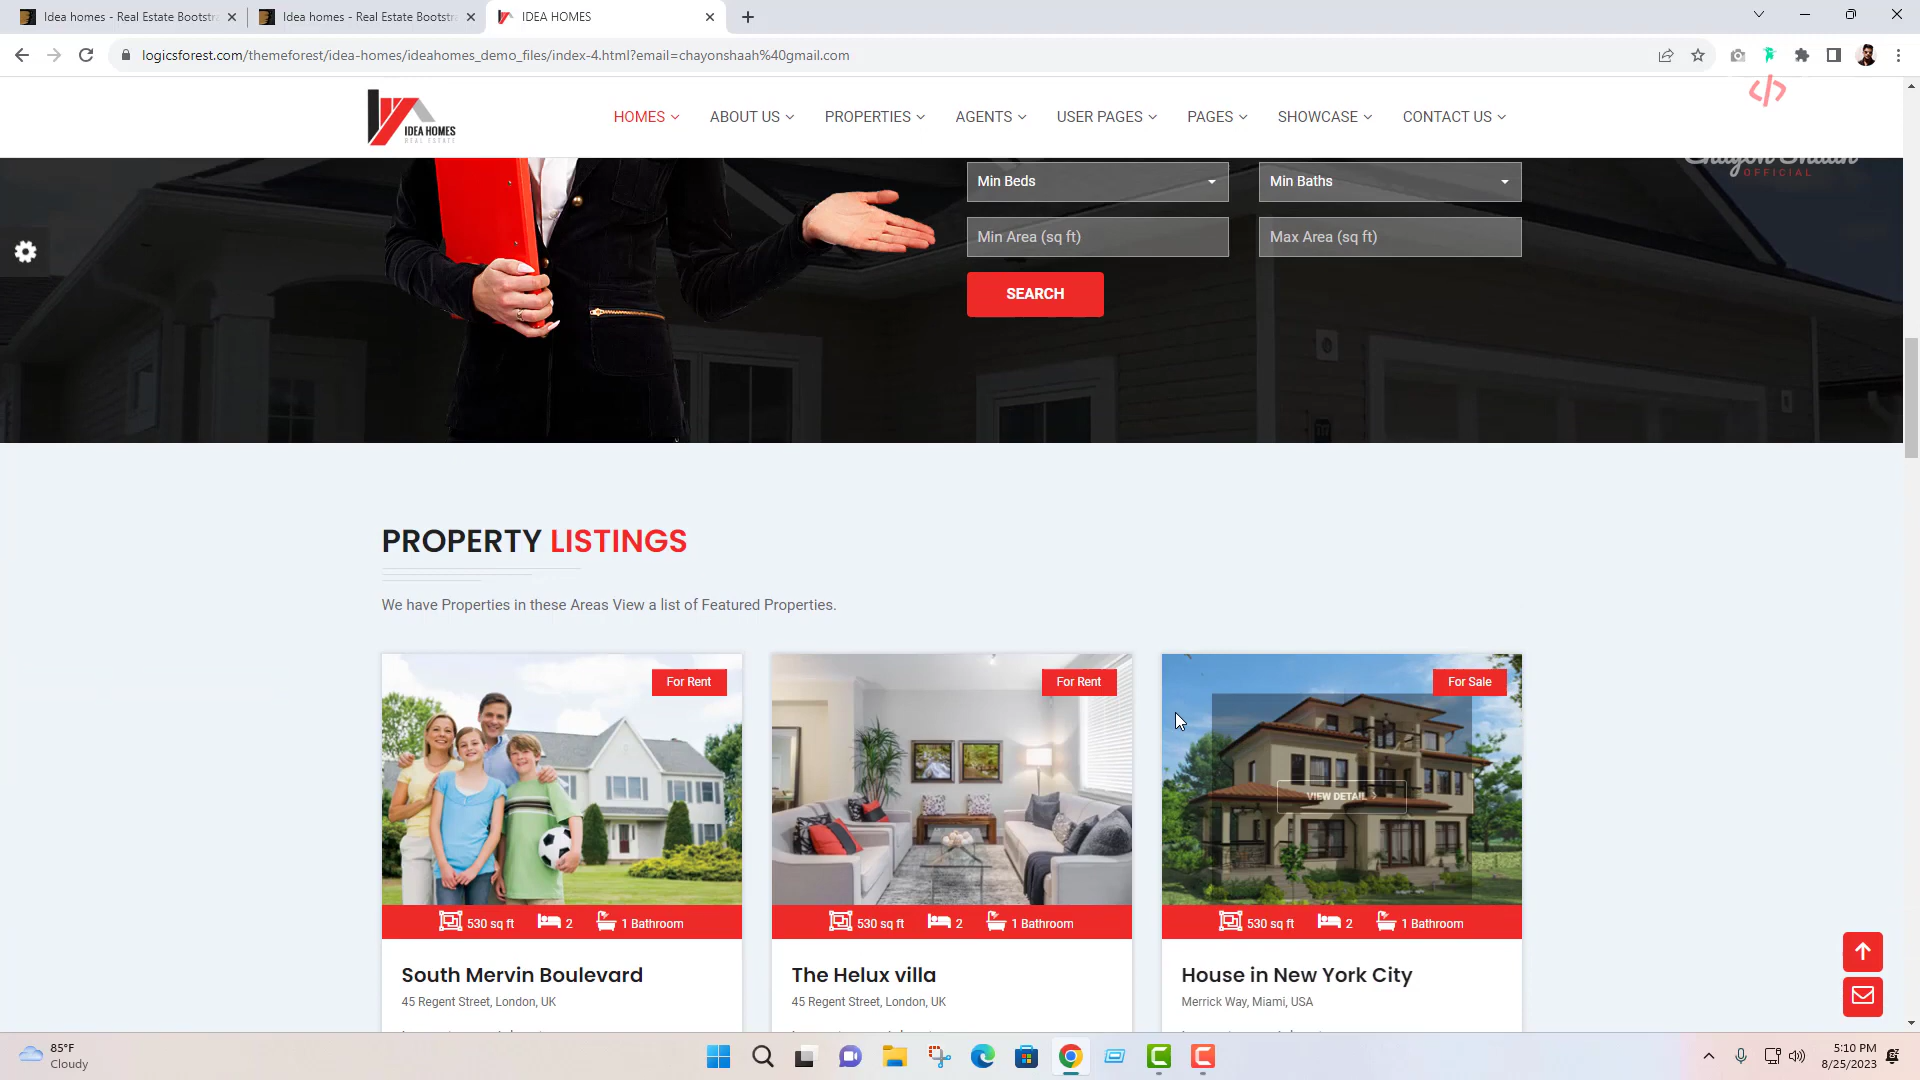 Idea homes - Real Estate Bootstr
Idea homes - Real Estate Bootstr
IDEA HOMES
logicsforest.com/themeforest/idea-homes/ideahomes_demo_files/index-4.html?email=chayonshaah%40gmail.com
IDEA HOMES
REAL ESTATE
HOMES
ABOUT US
PROPERTIES
AGENTS
USER PAGES
PAGES
SHOWCASE
CONTACT US
</>
Chayon Shaah
OFFICIAL
Min Beds
Min Baths
Min Area (sq ft)
Max Area (sq ft)
SEARCH
PROPERTY LISTINGS
We have Properties in these Areas View a list of Featured Properties.
For Rent
For Rent
For Sale
VIEW DETAIL
530 sq ft 2 1 Bathroom
530 sq ft 2 1 Bathroom
530 sq ft 2 1 Bathroom
South Mervin Boulevard
The Helux villa
House in New York City
45 Regent Street, London, UK
45 Regent Street, London, UK
Merrick Way, Miami, USA
85°F
Cloudy
5:10 PM
8/25/2023